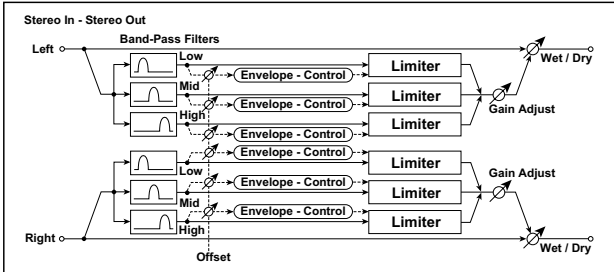 Stereo In - Stereo Out
Left
Band-Pass Filters
Wet / Dry
Low
Envelope - Control
Limiter
Mid
Envelope - Control
Limiter
Gain Adjust
High
Envelope - Control
Limiter
Envelope - Control
Limiter
Low
Gain Adjust
Envelope - Control
Limiter
Mid
Envelope - Control
Limiter
High
Right
Wet / Dry
Offset